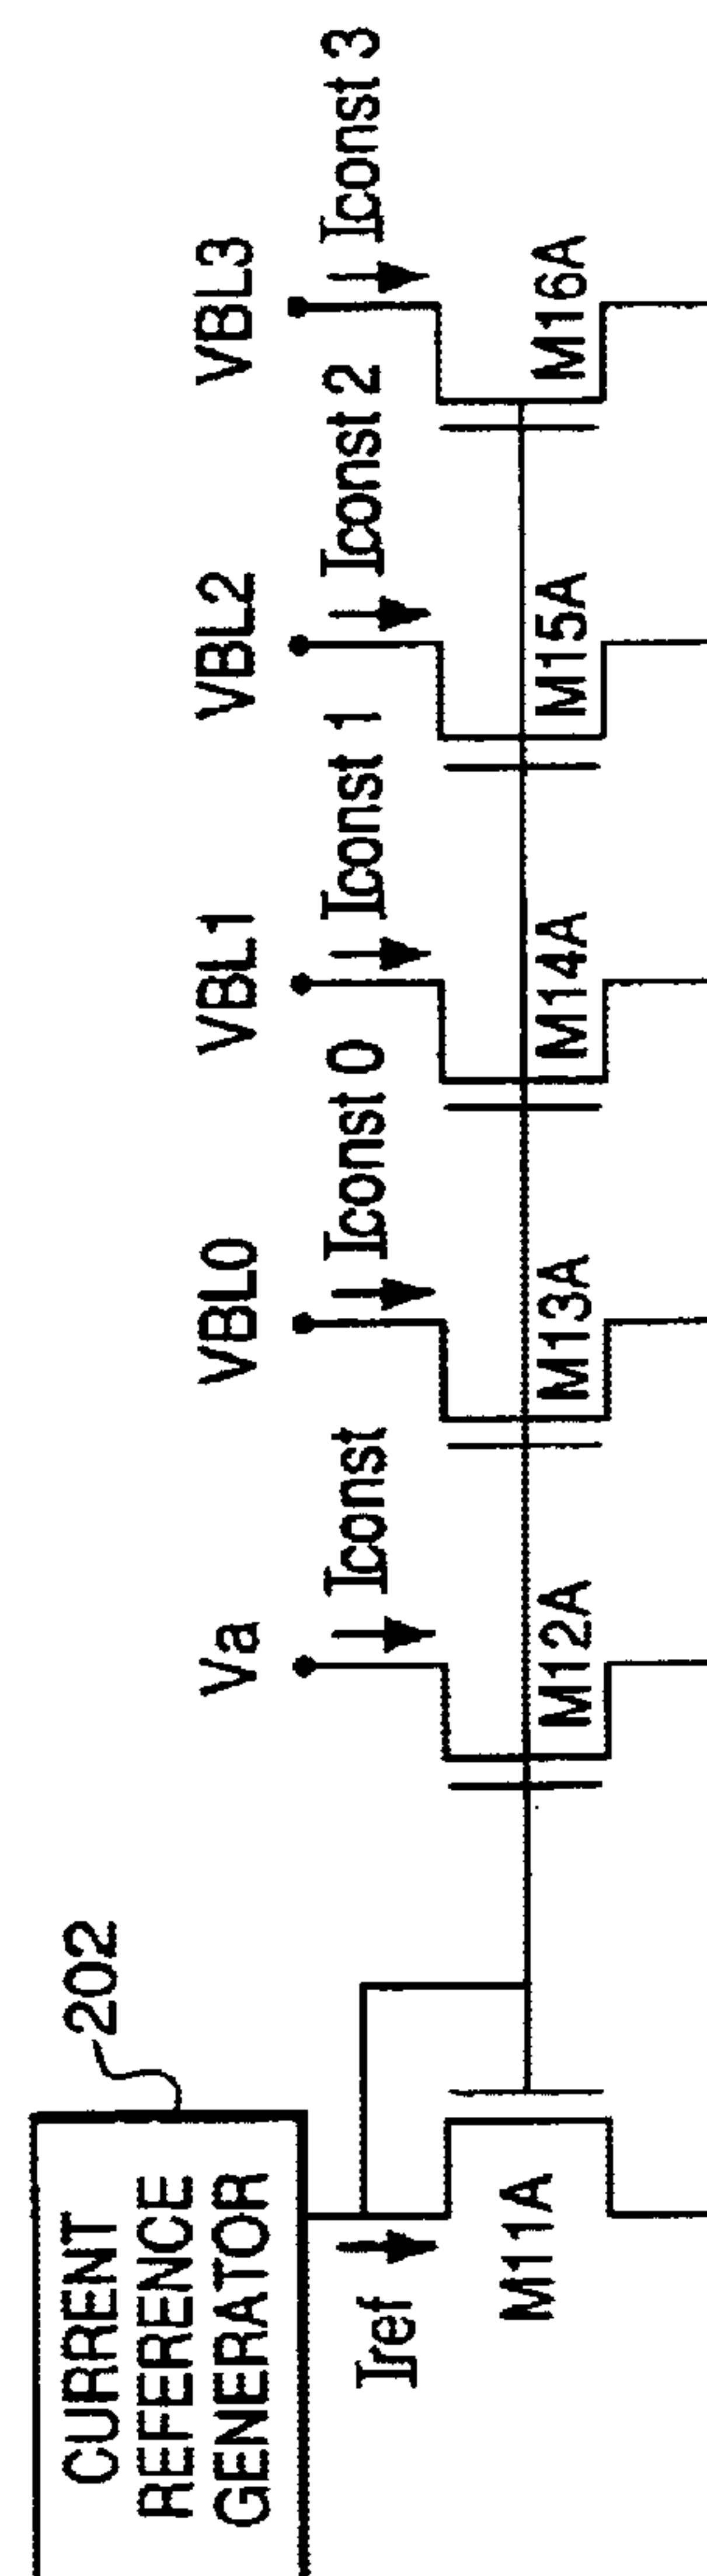 CURRENT
REFERENCE
GENERATOR
202
Iref
M11A
Va
Iconst
M12A
VBL0
Iconst 0
M13A
VBL1
Iconst 1
M14A
VBL2
Iconst 2
M15A
VBL3
Iconst 3
M16A